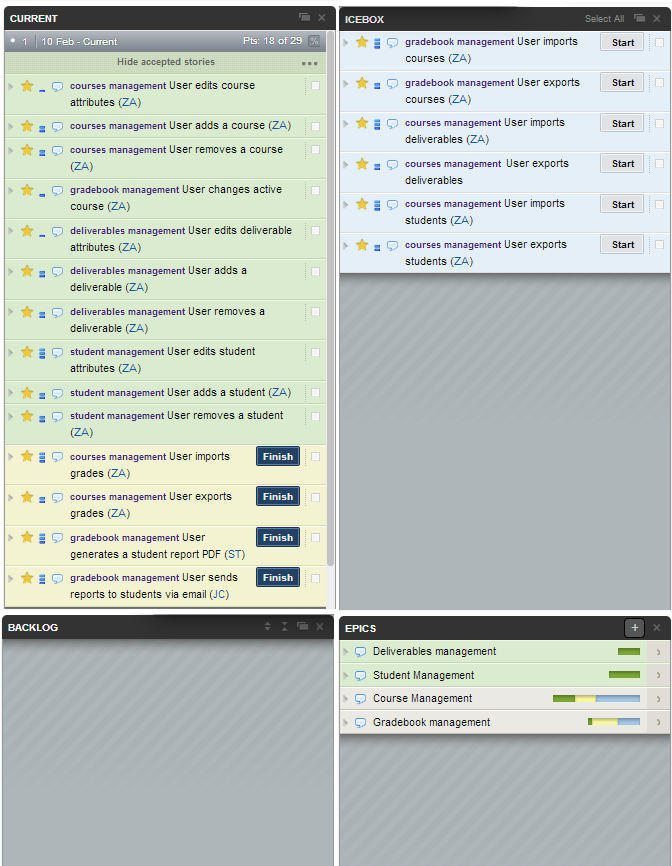 CURRENT
1 10 Feb - Current Pts: 18 of 29 %
Hide accepted stories
courses management User edits course
attributes (ZA)
courses management User adds a course (ZA)
courses management User removes a course
(ZA)
gradebook management User changes active
course (ZA)
deliverables management User edits deliverable
attributes (ZA)
deliverables management User adds a
deliverable (ZA)
deliverables management User removes a
deliverable (ZA)
student management User edits student
attributes (ZA)
student management User adds a student (ZA)
student management User removes a student
(ZA)
courses management User imports
grades (ZA)
Finish
courses management User exports
grades (ZA)
Finish
gradebook management User
generates a student report PDF (ST)
Finish
gradebook management User sends
reports to students via email (JC)
Finish
ICEBOX Select All
gradebook management User imports
courses (ZA)
Start
gradebook management User exports
courses (ZA)
Start
courses management User imports
deliverables (ZA)
Start
courses management User exports
deliverables
Start
courses management User imports
students (ZA)
Start
courses management User exports
students (ZA)
Start
BACKLOG
EPICS +
Deliverables management
Student Management
Course Management
Gradebook management